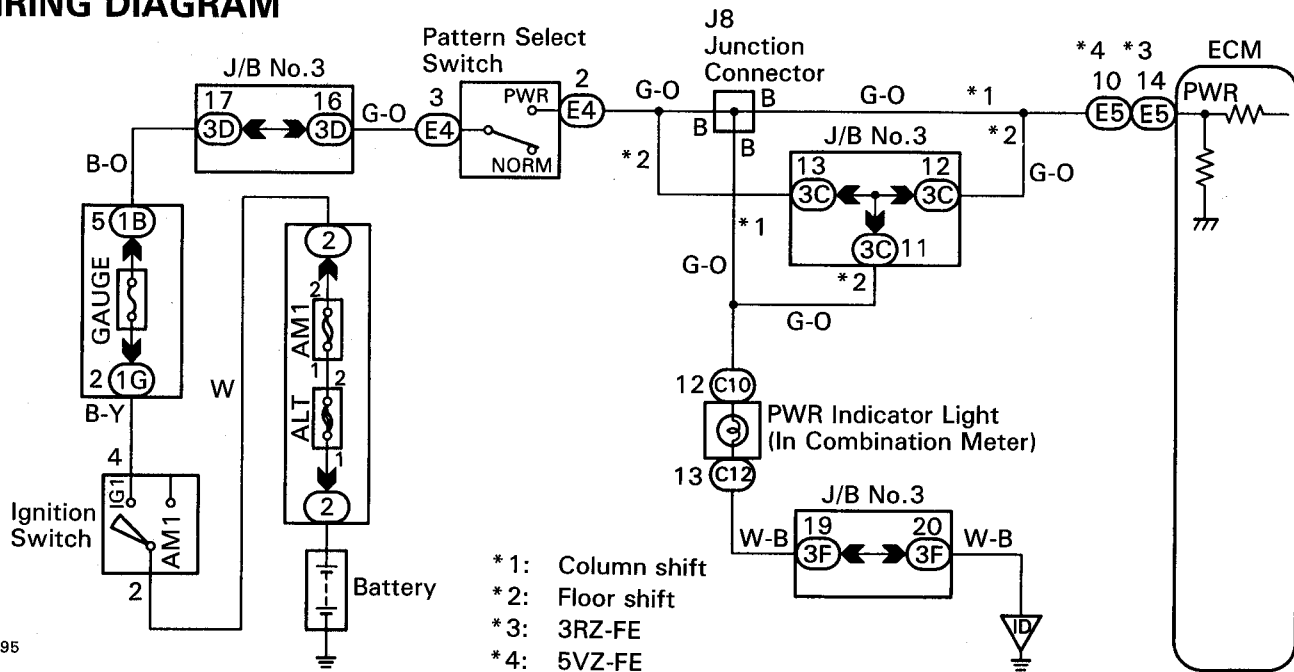 RING DIAGRAM
J8
Junction
Connector
Pattern Select
Switch
*4 *3
ECM
J/B No.3
17 16
3D 3D
G-O
3
E4
PWR
NORM
2
E4
G-O
B
B
B
G-O
*1
10 14
E5 E5
PWR
*2
*2
J/B No.3
13 12
3C 3C
G-O
3C 11
*2
*1
G-O
G-O
B-O
5 1B
GAUGE
2 1G
B-Y
W
2
2
AM1
1
2
ALT
1
2
4
IG1
AM1
Ignition
Switch
2
Battery
12 C10
PWR Indicator Light
(In Combination Meter)
13 C12
J/B No.3
W-B
19 20
3F 3F
W-B
ID
*1: Column shift
*2: Floor shift
*3: 3RZ-FE
*4: 5VZ-FE
95